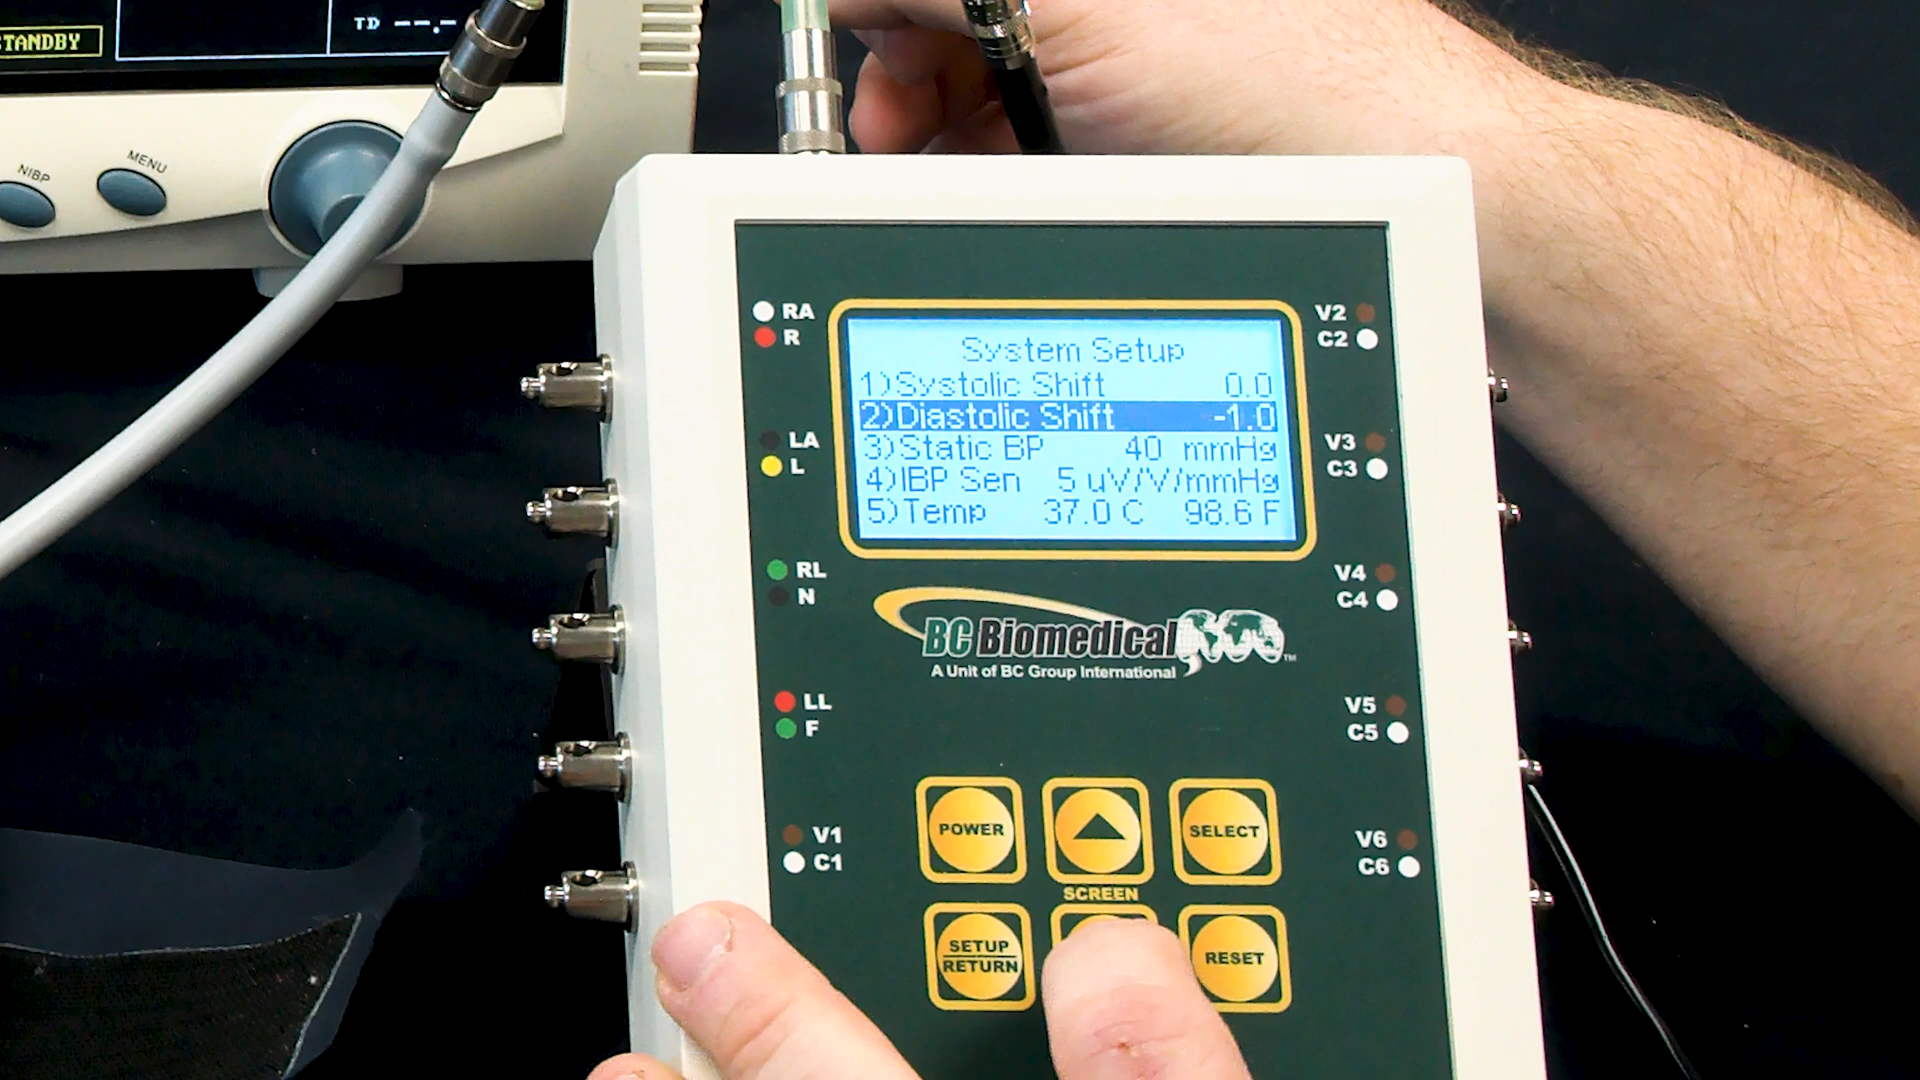 STANDBY
TD --.-
NIBP
MENU
RA
R
LA
L
RL
N
LL
F
V1
C1
System Setup
1)Systolic Shift 0.0
2)Diastolic Shift -1.0
3)Static BP 40 mmHg
4)IBP Sen 5 uV/V/mmHg
5)Temp 37.0 C 98.6 F
BC Biomedical ™
A Unit of BC Group International
V2
C2
V3
C3
V4
C4
V5
C5
V6
C6
POWER
SELECT
SCREEN
SETUP
RETURN
RESET